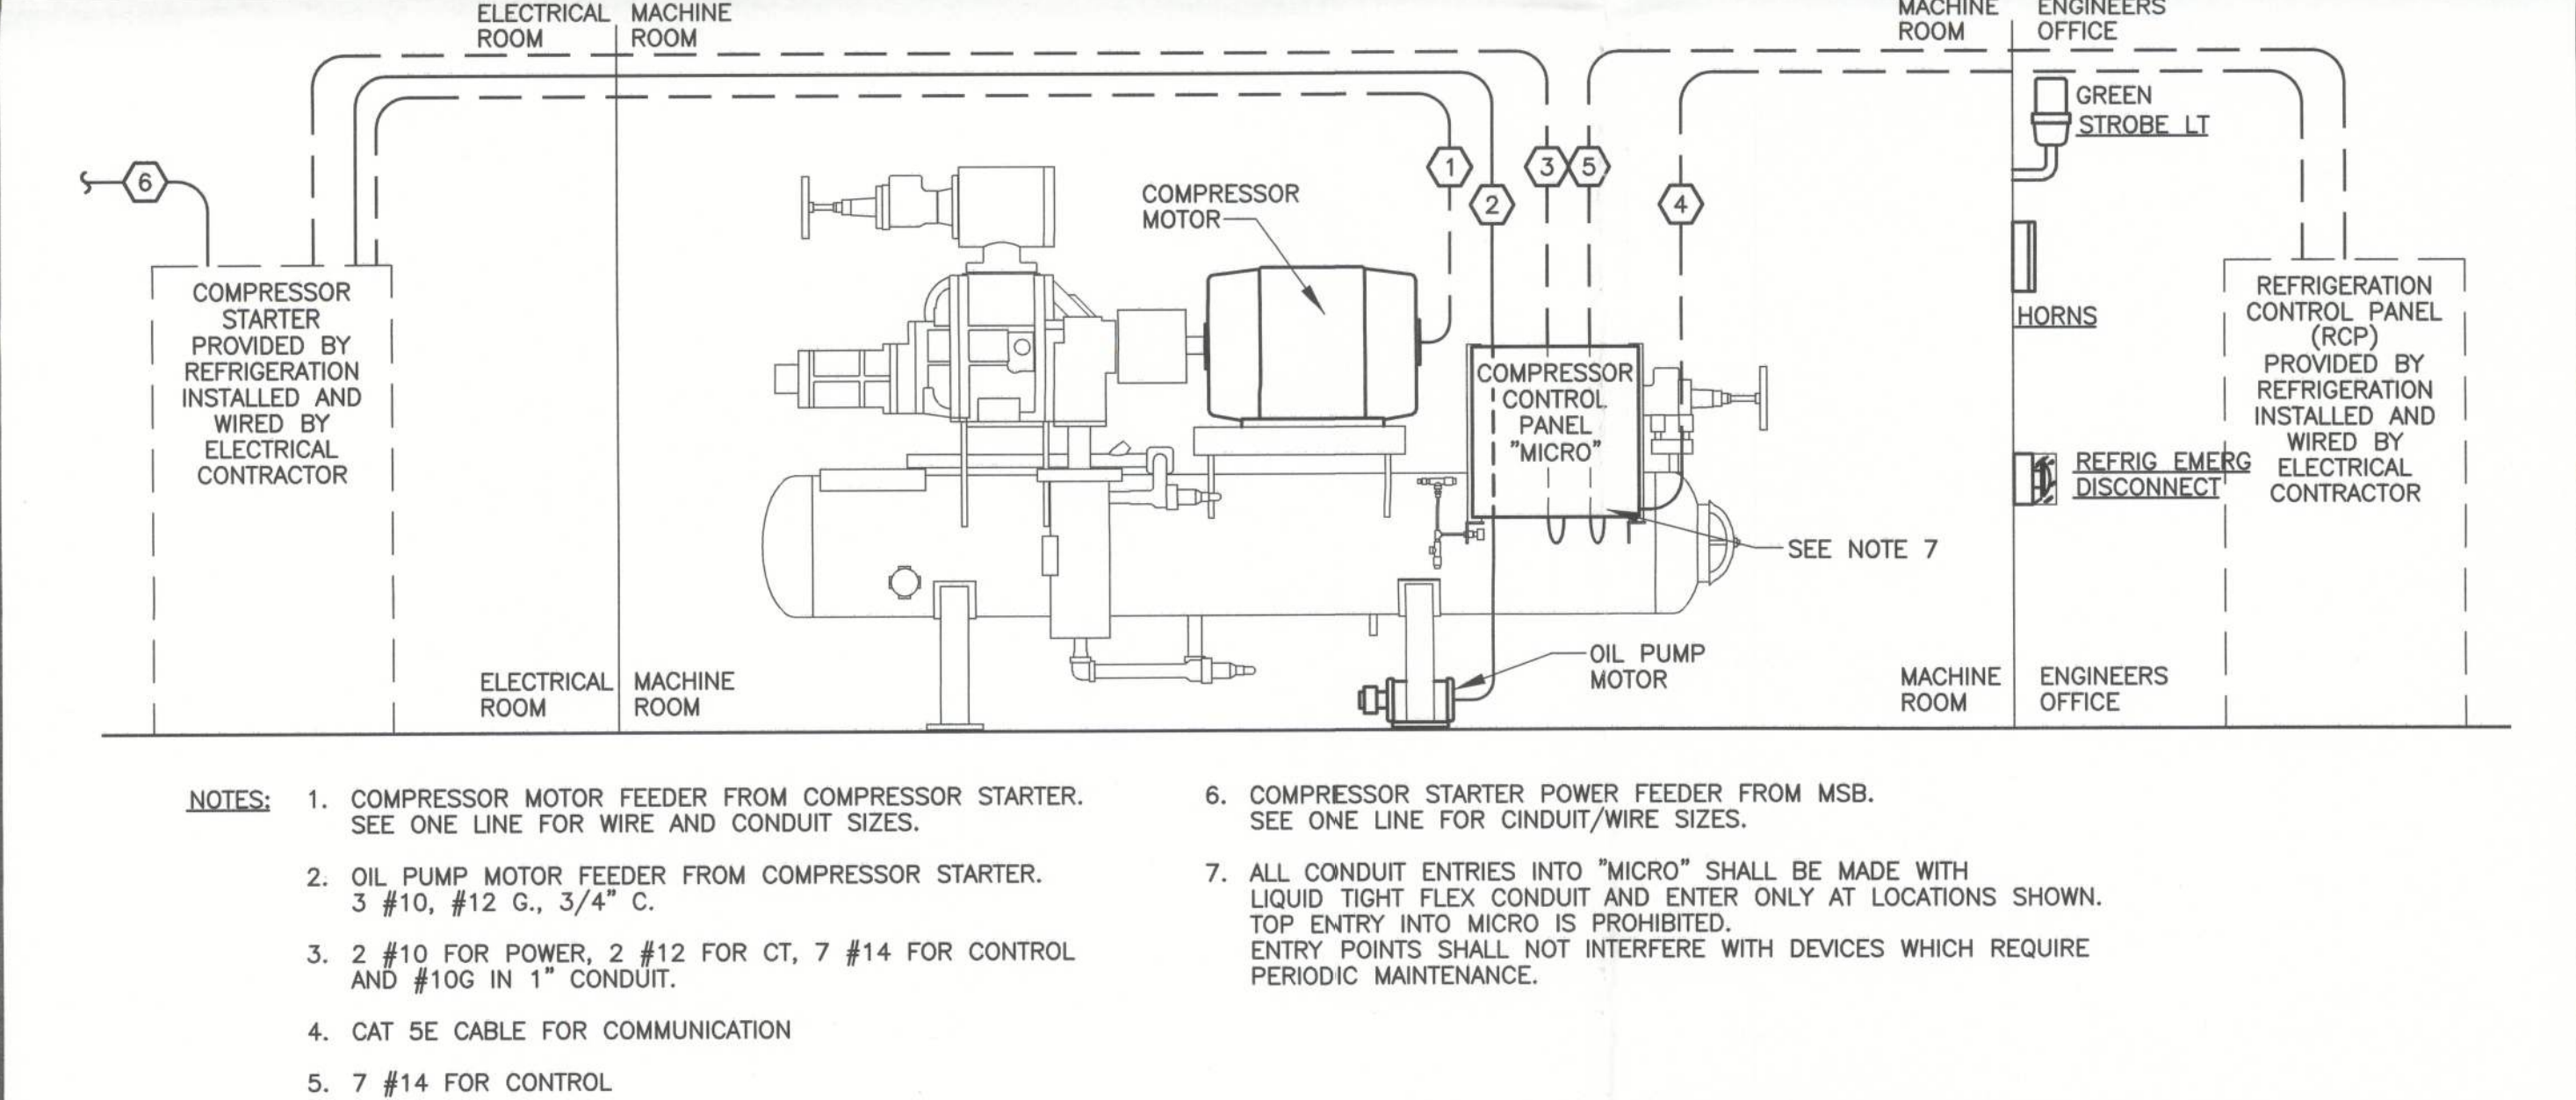 ELECTRICAL
ROOM
MACHINE
ROOM
MACHINE
ROOM
ENGINEERS
OFFICE
GREEN
STROBE LT
6
1
2
3
5
4
COMPRESSOR
MOTOR
COMPRESSOR
STARTER
PROVIDED BY
REFRIGERATION
INSTALLED AND
WIRED BY
ELECTRICAL
CONTRACTOR
COMPRESSOR
CONTROL
PANEL
"MICRO"
HORNS
REFRIGERATION
CONTROL PANEL
(RCP)
PROVIDED BY
REFRIGERATION
INSTALLED AND
WIRED BY
ELECTRICAL
CONTRACTOR
REFRIG EMERG
DISCONNECT
SEE NOTE 7
OIL PUMP
MOTOR
ELECTRICAL
ROOM
MACHINE
ROOM
MACHINE
ROOM
ENGINEERS
OFFICE
NOTES:
1. COMPRESSOR MOTOR FEEDER FROM COMPRESSOR STARTER.
SEE ONE LINE FOR WIRE AND CONDUIT SIZES.
2. OIL PUMP MOTOR FEEDER FROM COMPRESSOR STARTER.
3 #10, #12 G., 3/4" C.
3. 2 #10 FOR POWER, 2 #12 FOR CT, 7 #14 FOR CONTROL
AND #10G IN 1" CONDUIT.
4. CAT 5E CABLE FOR COMMUNICATION
5. 7 #14 FOR CONTROL
6. COMPRESSOR STARTER POWER FEEDER FROM MSB.
SEE ONE LINE FOR CINDUIT/WIRE SIZES.
7. ALL CONDUIT ENTRIES INTO "MICRO" SHALL BE MADE WITH
LIQUID TIGHT FLEX CONDUIT AND ENTER ONLY AT LOCATIONS SHOWN.
TOP ENTRY INTO MICRO IS PROHIBITED.
ENTRY POINTS SHALL NOT INTERFERE WITH DEVICES WHICH REQUIRE
PERIODIC MAINTENANCE.